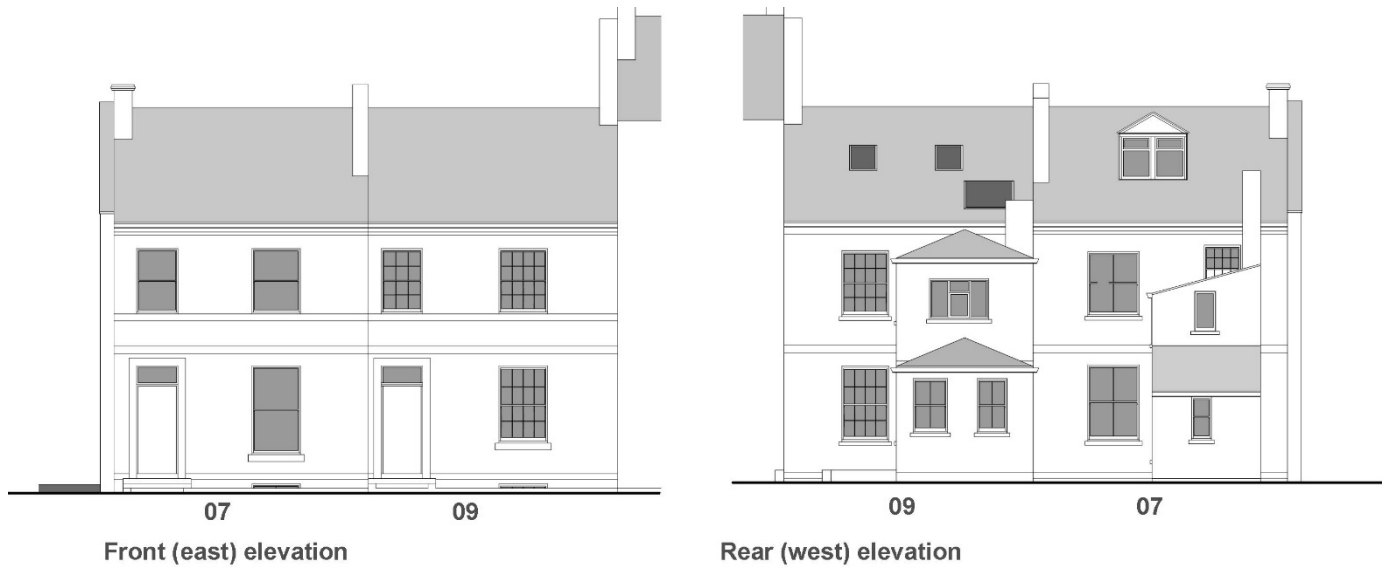 07 09
09 07
Front (east) elevation
Rear (west) elevation